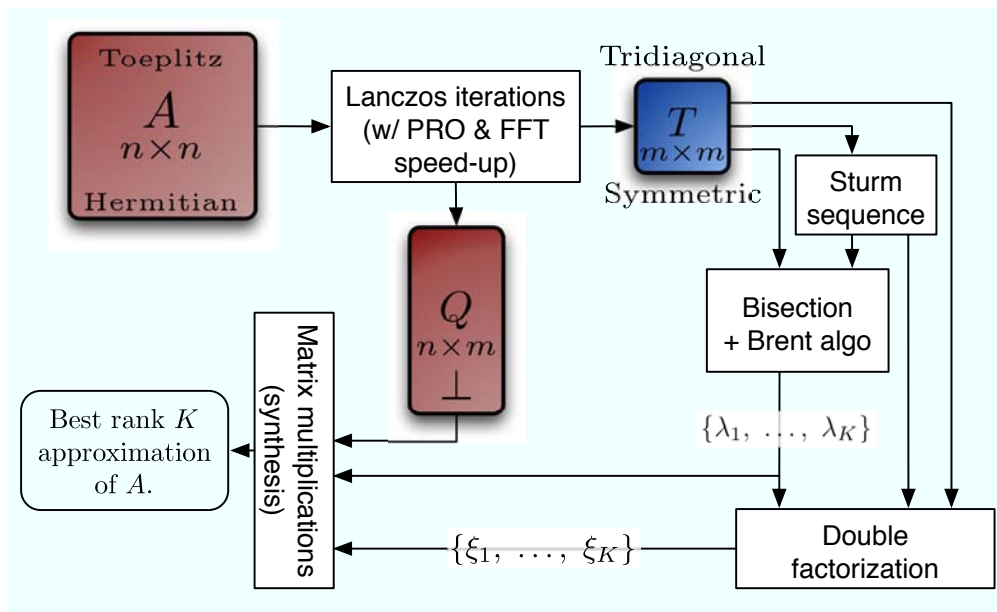 Toeplitz
A
n×n
Hermitian
Lanczos iterations
(w/ PRO & FFT
speed-up)
Tridiagonal
T
m×m
Symmetric
Sturm
sequence
Q
n×m
⊥
Bisection
+ Brent algo
{λ1, ..., λK}
Matrix multiplications
(synthesis)
Best rank K
approximation
of A.
{ξ1, ..., ξK}
Double
factorization